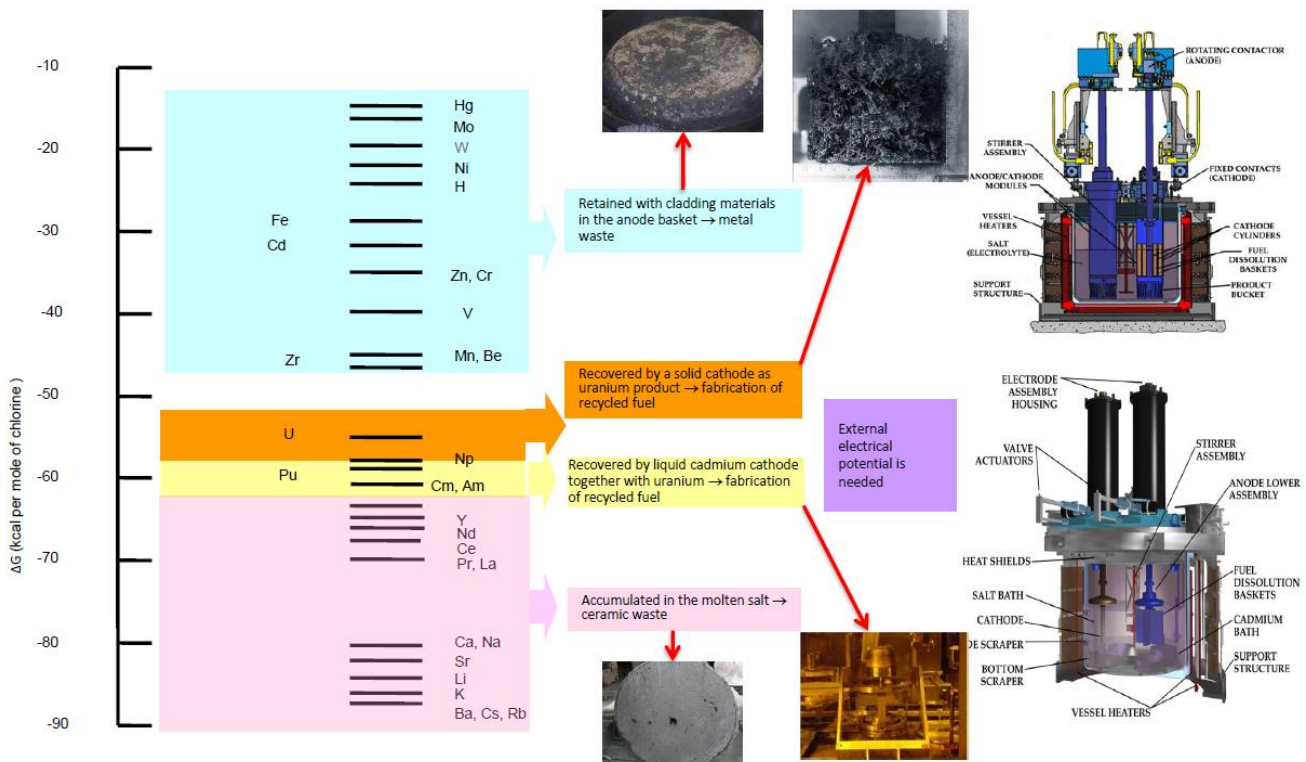 ΔG (kcal per mole of chlorine )
-10
-20
-30
-40
-50
-60
-70
-80
-90
Hg
Mo
W
Ni
H
Fe
Cd
Zn, Cr
V
Zr
Mn, Be
U
Np
Pu
Cm, Am
Y
Nd
Ce
Pr, La
Ca, Na
Sr
Li
K
Ba, Cs, Rb
Retained with cladding materials
in the anode basket → metal
waste
Recovered by a solid cathode as
uranium product → fabrication of
recycled fuel
Recovered by liquid cadmium cathode
together with uranium → fabrication
of recycled fuel
Accumulated in the molten salt →
ceramic waste
External
electrical
potential is
needed
ROTATING CONTACTOR
(ANODE)
STIRRER
ASSEMBLY
ANODE/CATHODE
MODULES
VESSEL
HEATERS
SALT
(ELECTROLYTE)
SUPPORT
STRUCTURE
FIXED CONTACTS
(CATHODE)
CATHODE
CYLINDERS
FUEL
DISSOLUTION
BASKETS
PRODUCT
BUCKET
ELECTRODE
ASSEMBLY
HOUSING
VALVE
ACTUATORS
STIRRER
ASSEMBLY
ANODE LOWER
ASSEMBLY
HEAT SHIELDS
SALT BATH
CATHODE
DE SCRAPER
BOTTOM
SCRAPER
VESSEL HEATERS
FUEL
DISSOLUTION
BASKETS
CADMIUM
BATH
SUPPORT
STRUCTURE